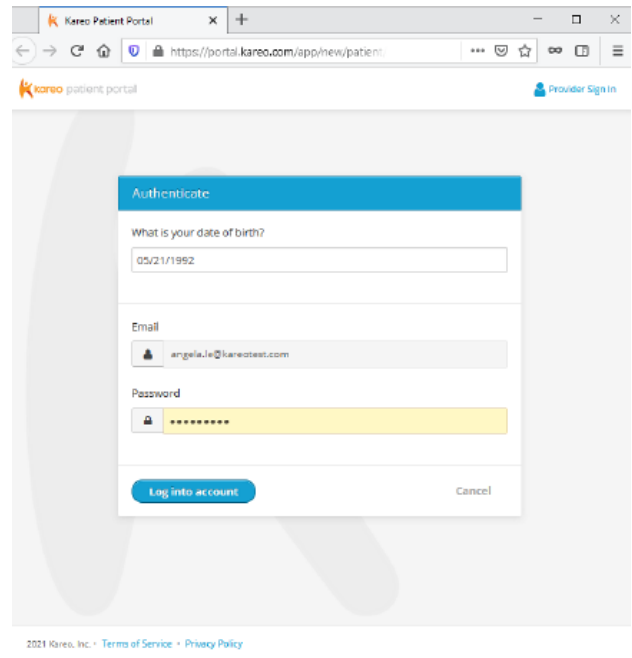 Kareo Patient Portal
https://portal.kareo.com/app/new/patient
kareo patient portal
Provider Sign In
Authenticate
What is your date of birth?
05/21/1992
Email
angela.le@kareotest.com
Password
•••••••••
Log into account
Cancel
2021 Kareo, Inc. • Terms of Service • Privacy Policy